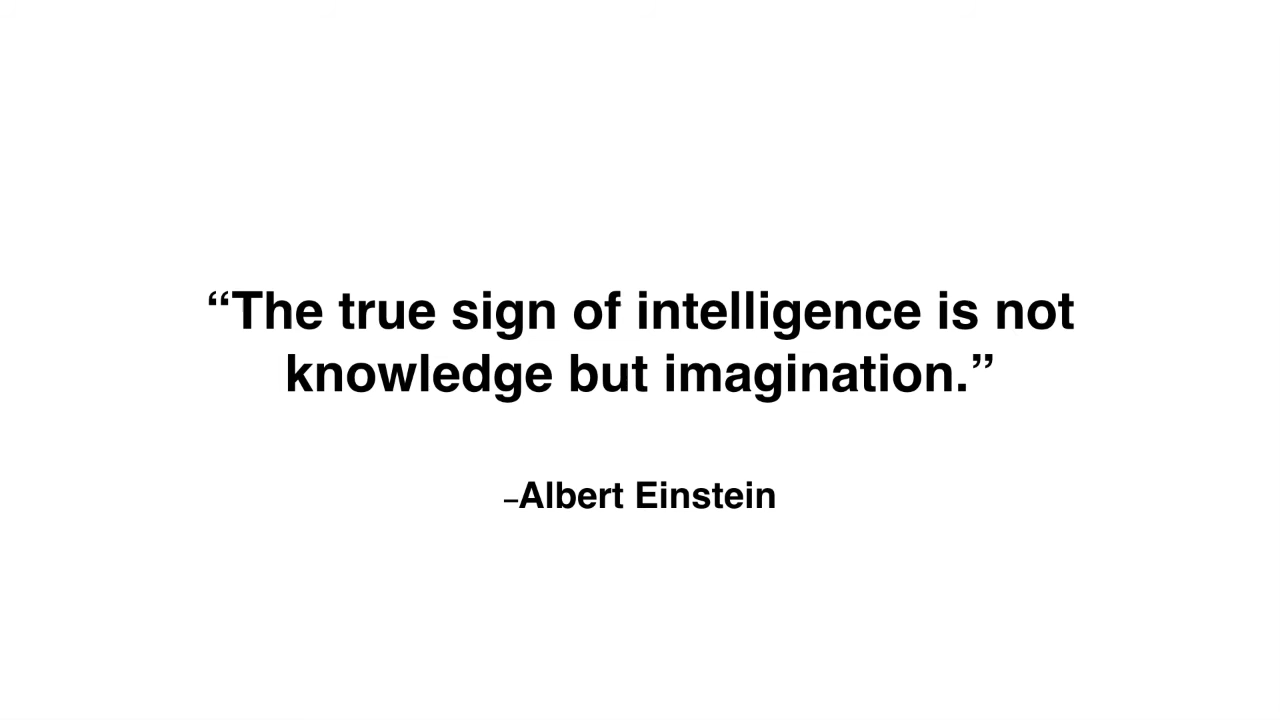 “The true sign of intelligence is not
knowledge but imagination.”
–Albert Einstein